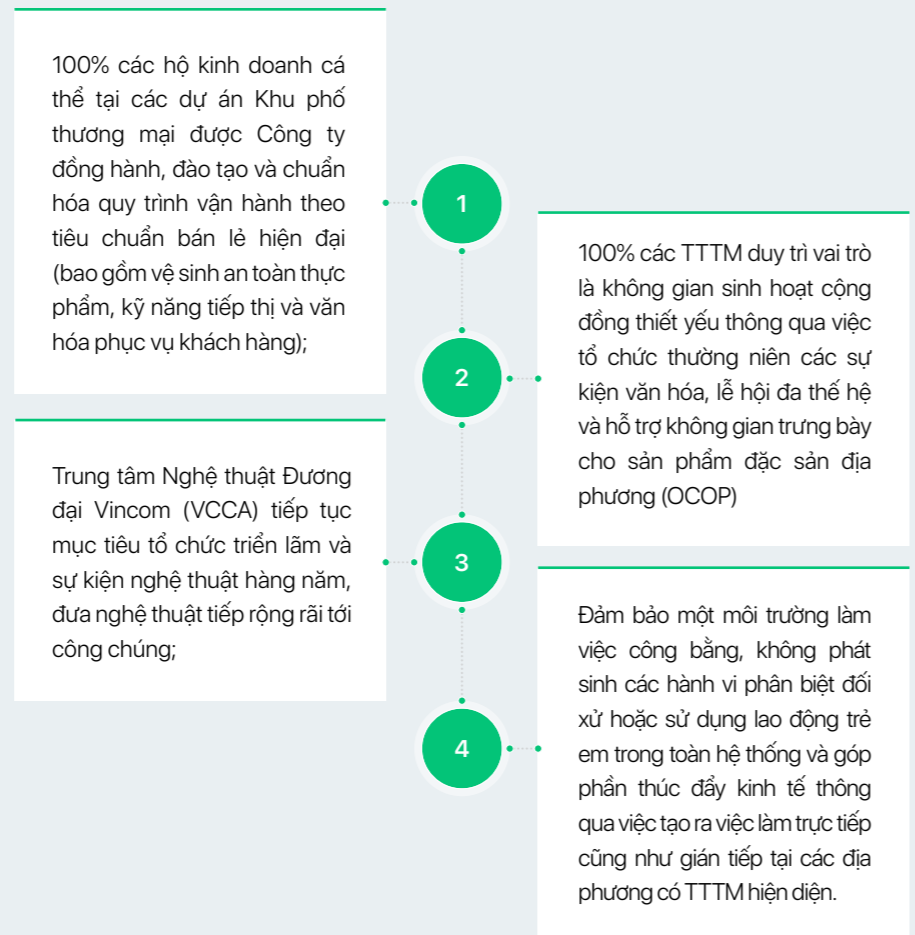 100% các hộ kinh doanh cá
thể tại các dự án Khu phố
thương mại được Công ty
đồng hành, đào tạo và chuẩn
hóa quy trình vận hành theo
tiêu chuẩn bán lẻ hiện đại
(bao gồm vệ sinh an toàn thực
phẩm, kỹ năng tiếp thị và văn
hóa phục vụ khách hàng);
1
100% các TTTM duy trì vai trò
là không gian sinh hoạt cộng
đồng thiết yếu thông qua việc
tổ chức thường niên các sự
kiện văn hóa, lễ hội đa thế hệ
và hỗ trợ không gian trưng bày
cho sản phẩm đặc sản địa
phương (OCOP)
2
Trung tâm Nghệ thuật Đương
đại Vincom (VCCA) tiếp tục
mục tiêu tổ chức triển lãm và
sự kiện nghệ thuật hàng năm,
đưa nghệ thuật tiếp rộng rãi tới
công chúng;
3
Đảm bảo một môi trường làm
việc công bằng, không phát
sinh các hành vi phân biệt đối
xử hoặc sử dụng lao động trẻ
em trong toàn hệ thống và góp
phần thúc đẩy kinh tế thông
qua việc tạo ra việc làm trực tiếp
cũng như gián tiếp tại các địa
phương có TTTM hiện diện.
4